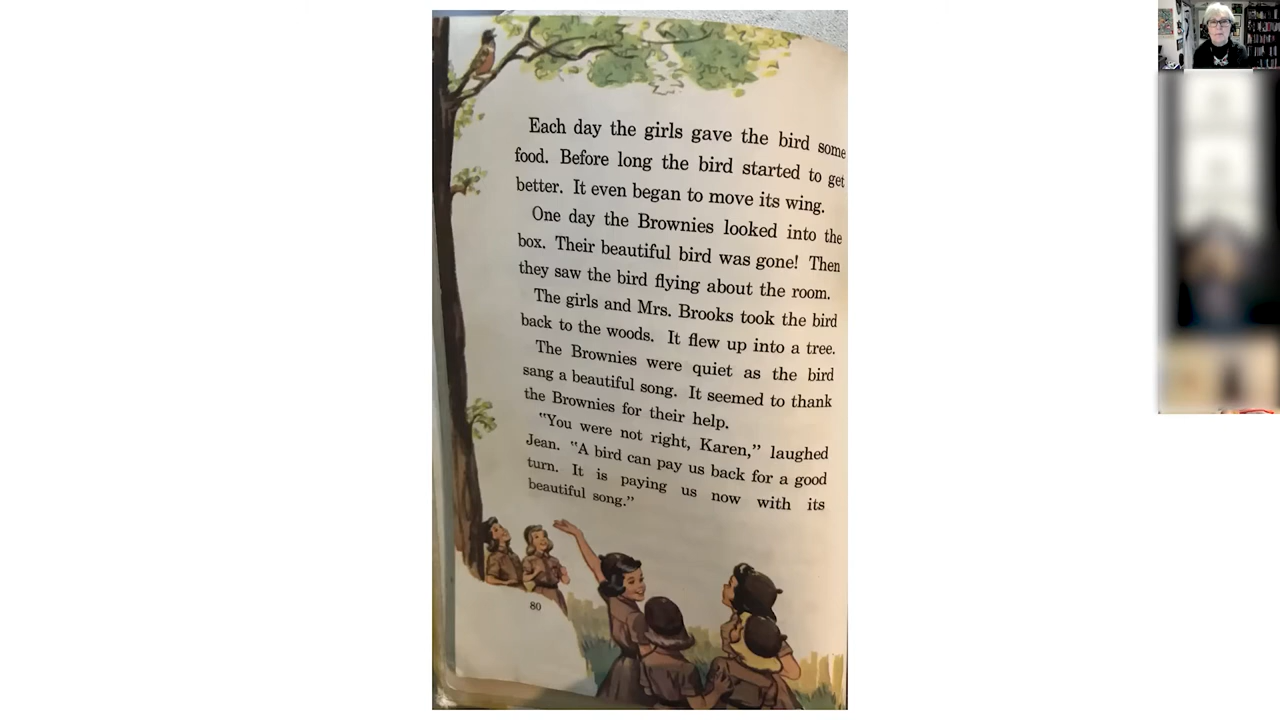 Each day the girls gave the bird some
food. Before long the bird started to get
better. It even began to move its wing.
One day the Brownies looked into the
box. Their beautiful bird was gone! Then
they saw the bird flying about the room.
The girls and Mrs. Brooks took the bird
back to the woods. It flew up into a tree.
The Brownies were quiet as the bird
sang a beautiful song. It seemed to thank
the Brownies for their help.
"You were not right, Karen," laughed
Jean. "A bird can pay us back for a good
turn. It is paying us now with its
beautiful song."
80